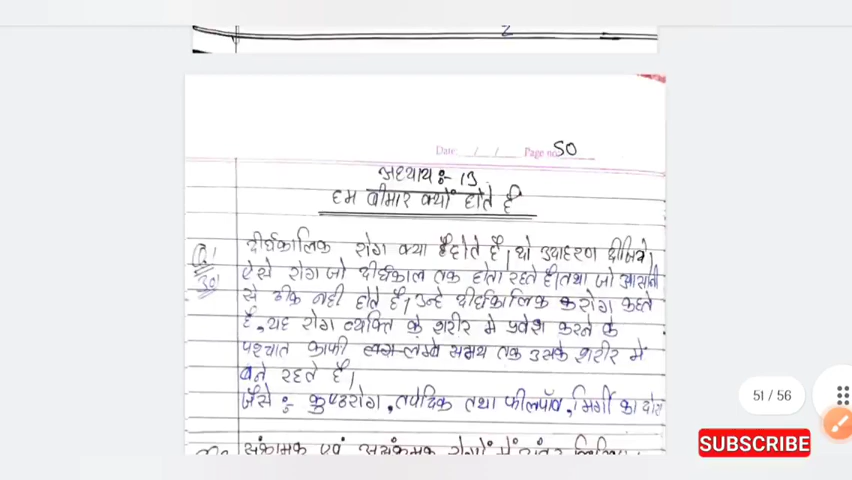 Date: / / Page no. 50
अध्याय :- 13
हम बीमार क्यों होते है
Q.1 दीर्घकालिक रोग क्या है होते है, दो उदाहरण दीजिये।
उ०1 ऐसे रोग जो दीर्घकाल तक होता रहते है। तथा जो आसानी
से ठीक नही होते है, उन्हे दीर्घकालिक क रोग कहते
है, यह रोग व्यक्ति के शरीर मे प्रवेश करने के
पश्चात काफी लम्बे समय तक उसके शरीर में
बने रहते है।
जैसे :- कुष्ठरोग, तपेदिक तथा फीलपाँव, मिर्गी का दौरा
संक्रामक एवं असंक्रामक रोगों में अंतर लिखिए
51 / 56
SUBSCRIBE